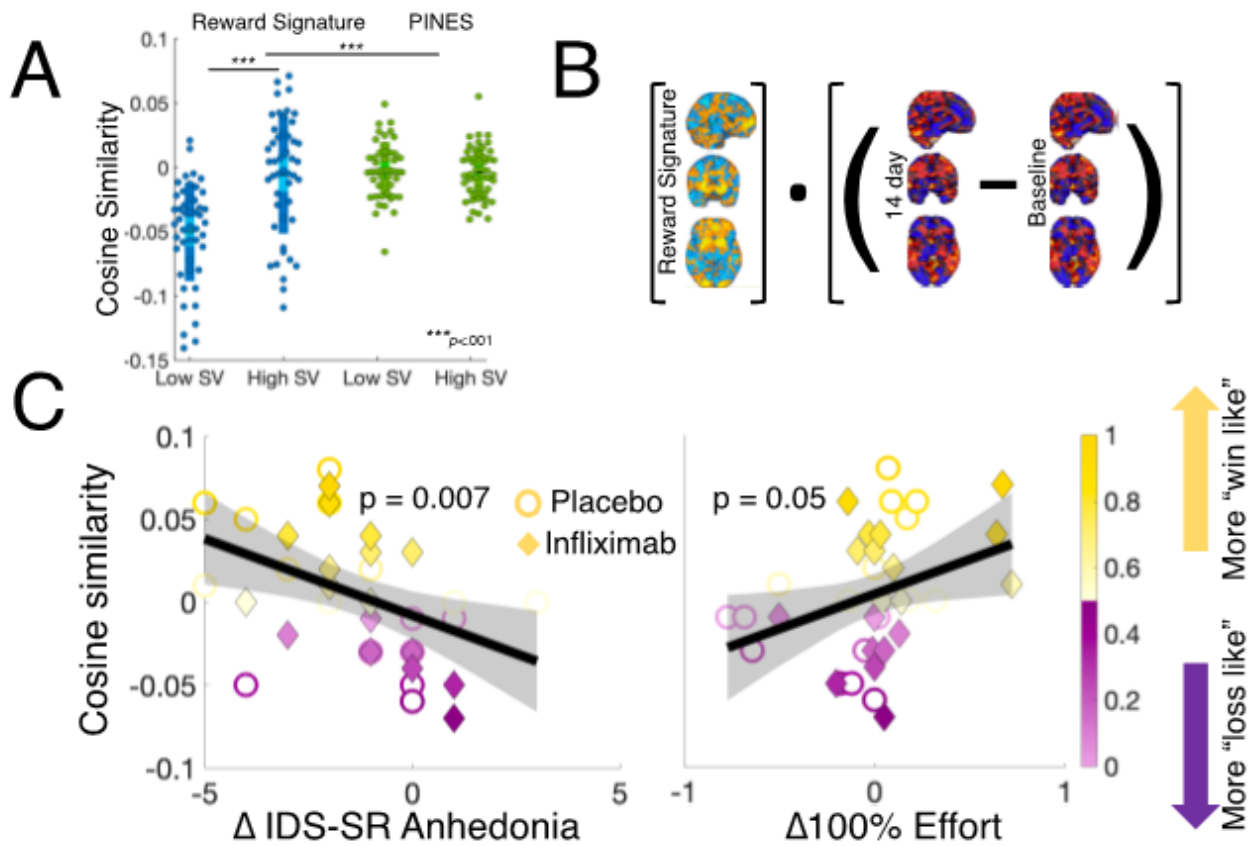 A
Reward Signature
PINES
0.1
0.05
0
-0.05
-0.1
-0.15
Cosine Similarity
***
***
***p<.001
Low SV
High SV
Low SV
High SV
B
Reward Signature
14 day
Baseline
C
Cosine similarity
0.1
0.05
0
-0.05
-0.1
p = 0.007
Placebo
Infliximab
-5
0
5
Δ IDS-SR Anhedonia
p = 0.05
-1
0
1
Δ100% Effort
1
0.8
0.6
0.4
0.2
0
More “win like”
More “loss like”